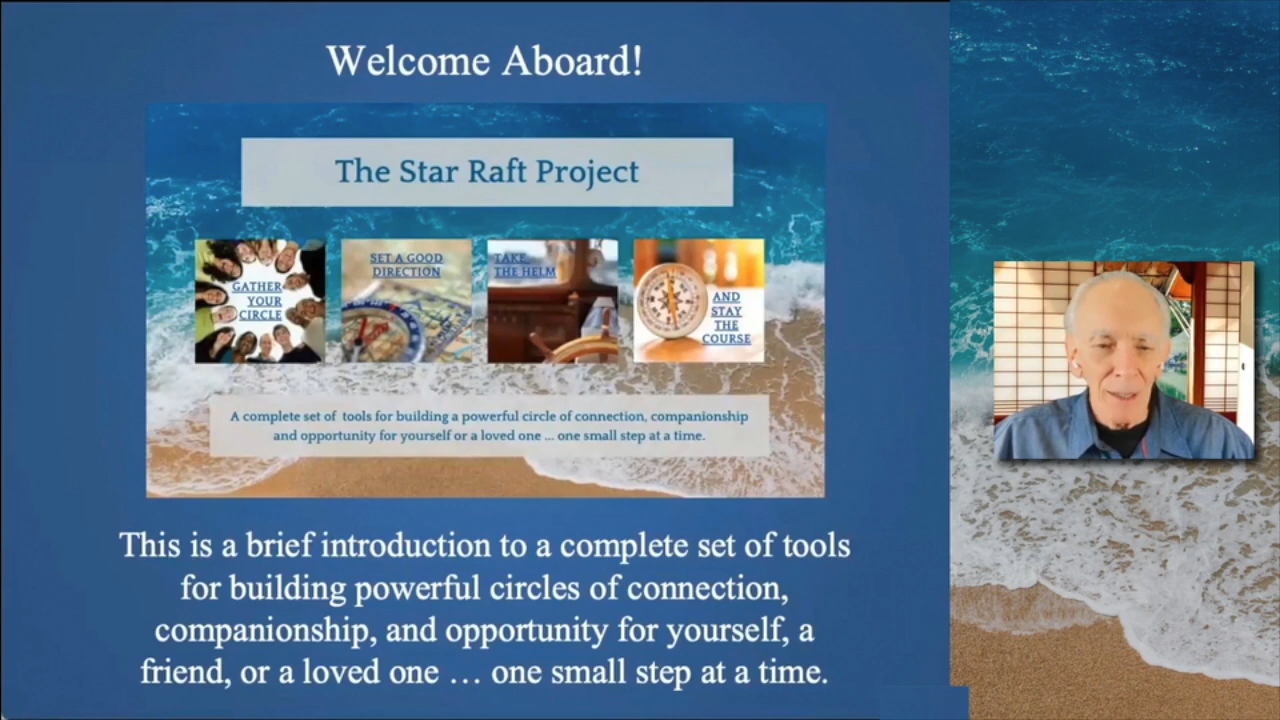 Welcome Aboard!
The Star Raft Project
GATHER
YOUR
CIRCLE
SET A GOOD
DIRECTION
TAKE
THE HELM
AND
STAY
THE
COURSE
A complete set of tools for building a powerful circle of connection, companionship
and opportunity for yourself or a loved one ... one small step at a time.
This is a brief introduction to a complete set of tools
for building powerful circles of connection,
companionship, and opportunity for yourself, a
friend, or a loved one … one small step at a time.